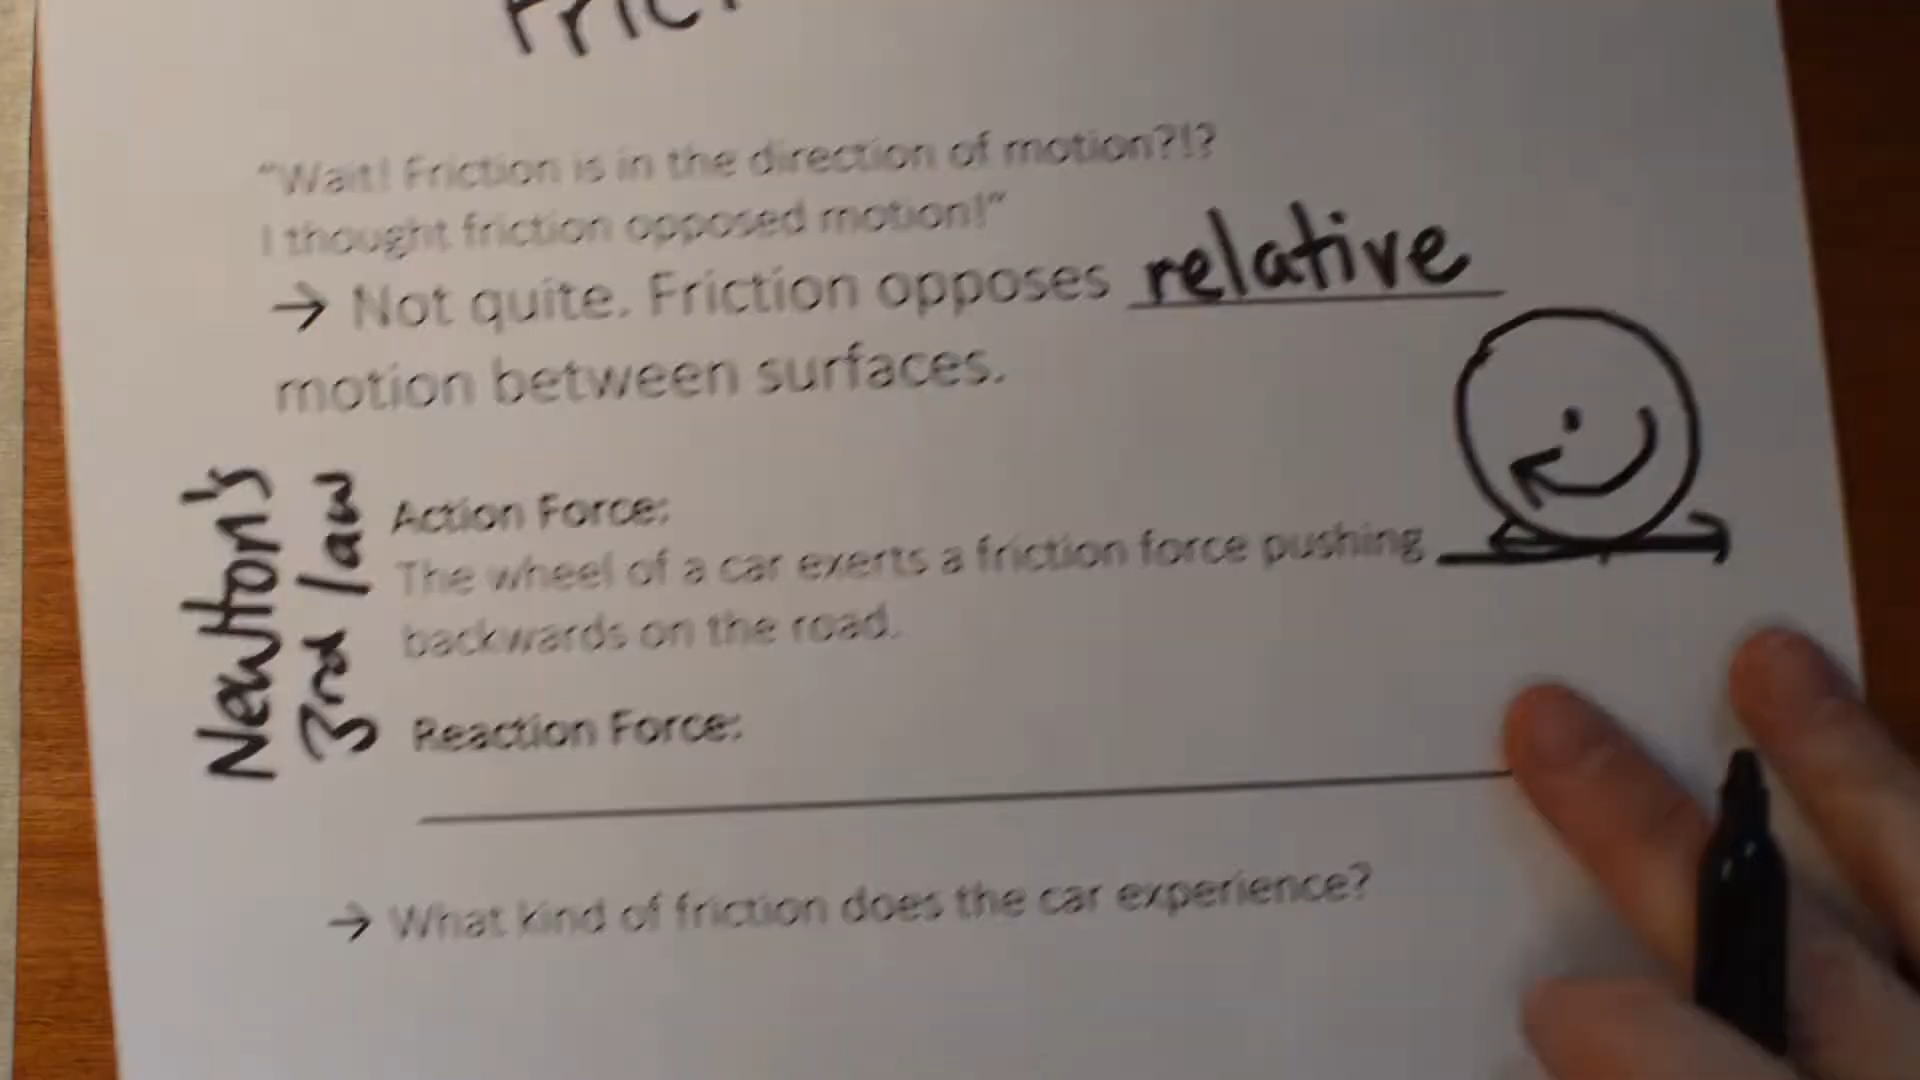 "Wait! Friction is in the direction of motion?!?
I thought friction opposed motion!"
→ Not quite. Friction opposes relative
motion between surfaces.
Newton's
3rd law
Action Force:
The wheel of a car exerts a friction force pushing
backwards on the road.
Reaction Force:
→ What kind of friction does the car experience?